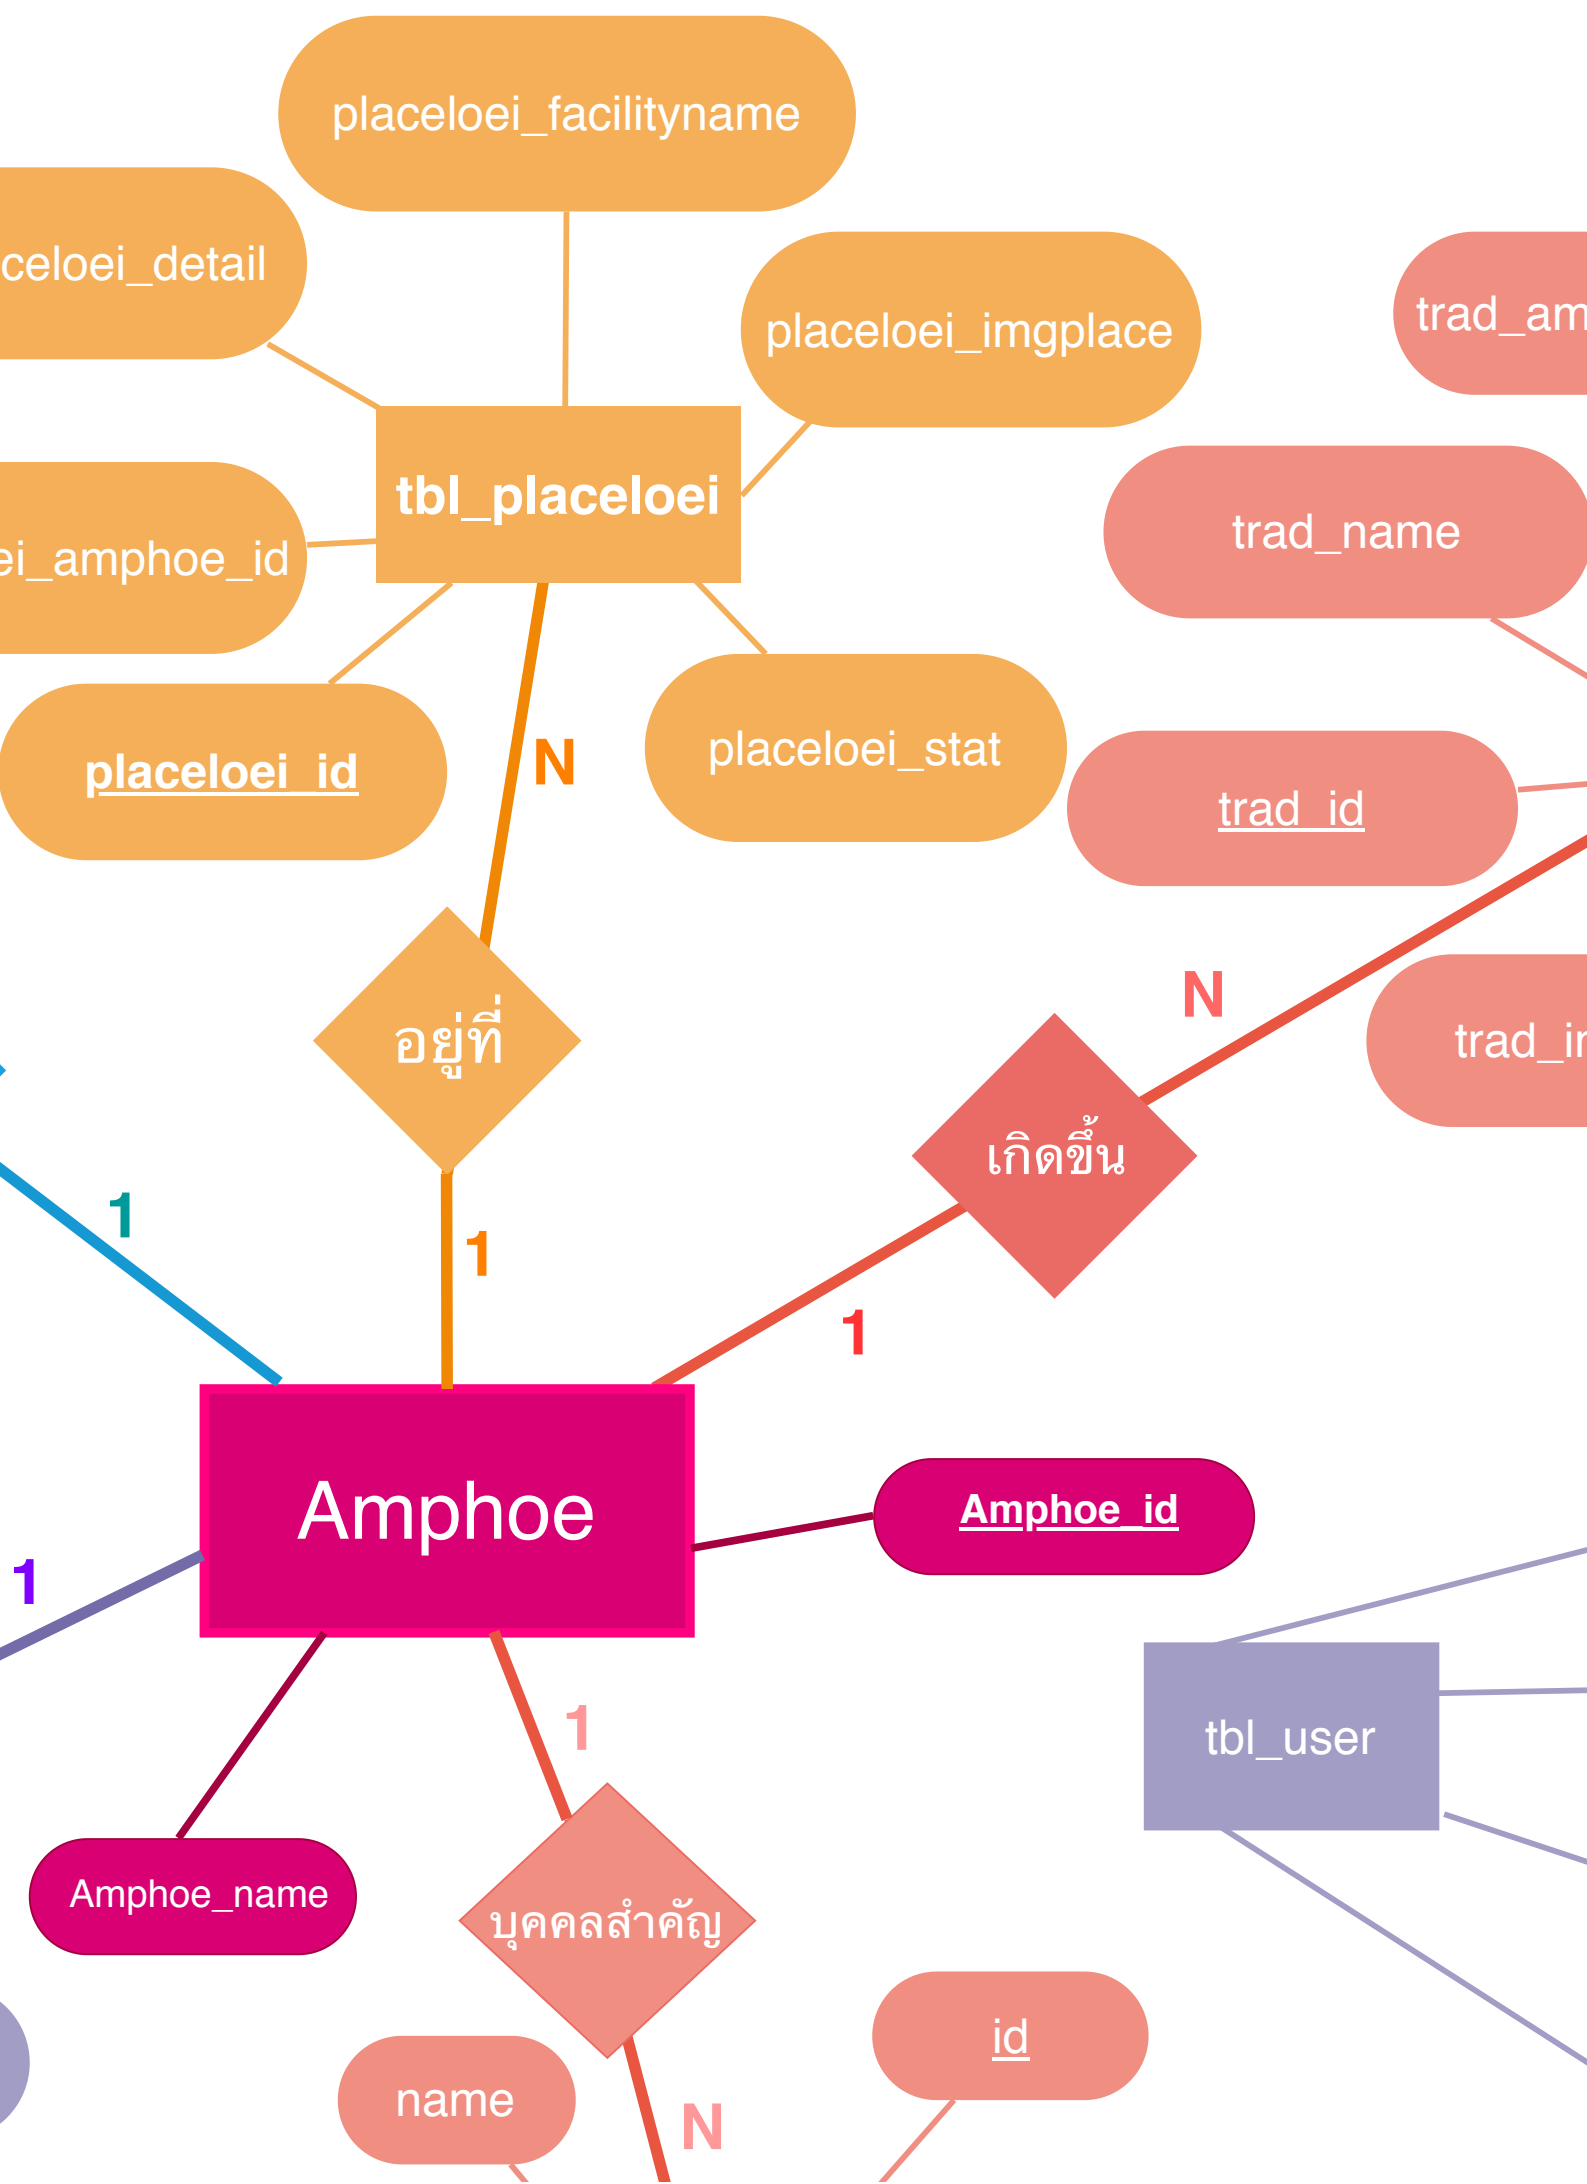 placeloei_facilityname
celoei_detail
placeloei_imgplace
trad_am
tbl_placeloei
trad_name
ei_amphoe_id
placeloei_id
N
placeloei_stat
trad_id
N
อยู่ที่
trad_i
เกิดขึ้น
1
1
1
Amphoe
Amphoe_id
1
1
tbl_user
Amphoe_name
บุคคลสำคัญ
id
name
N